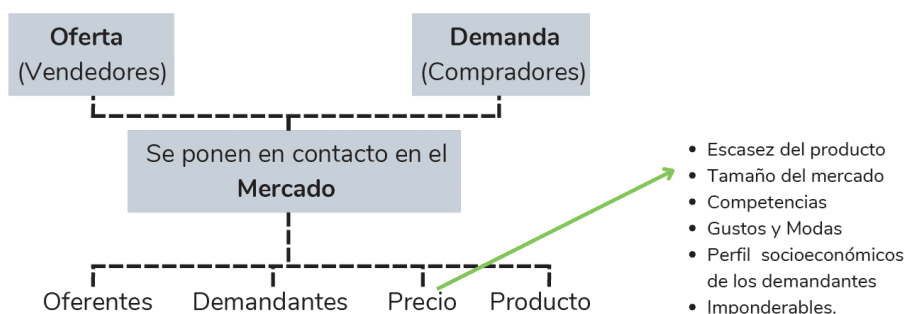 Oferta
(Vendedores)
Demanda
(Compradores)
Se ponen en contacto en el
Mercado
Oferentes
Demandantes
Precio
Producto
• Escasez del producto
• Tamaño del mercado
• Competencias
• Gustos y Modas
• Perfil socioeconómicos
de los demandantes
• Imponderables.